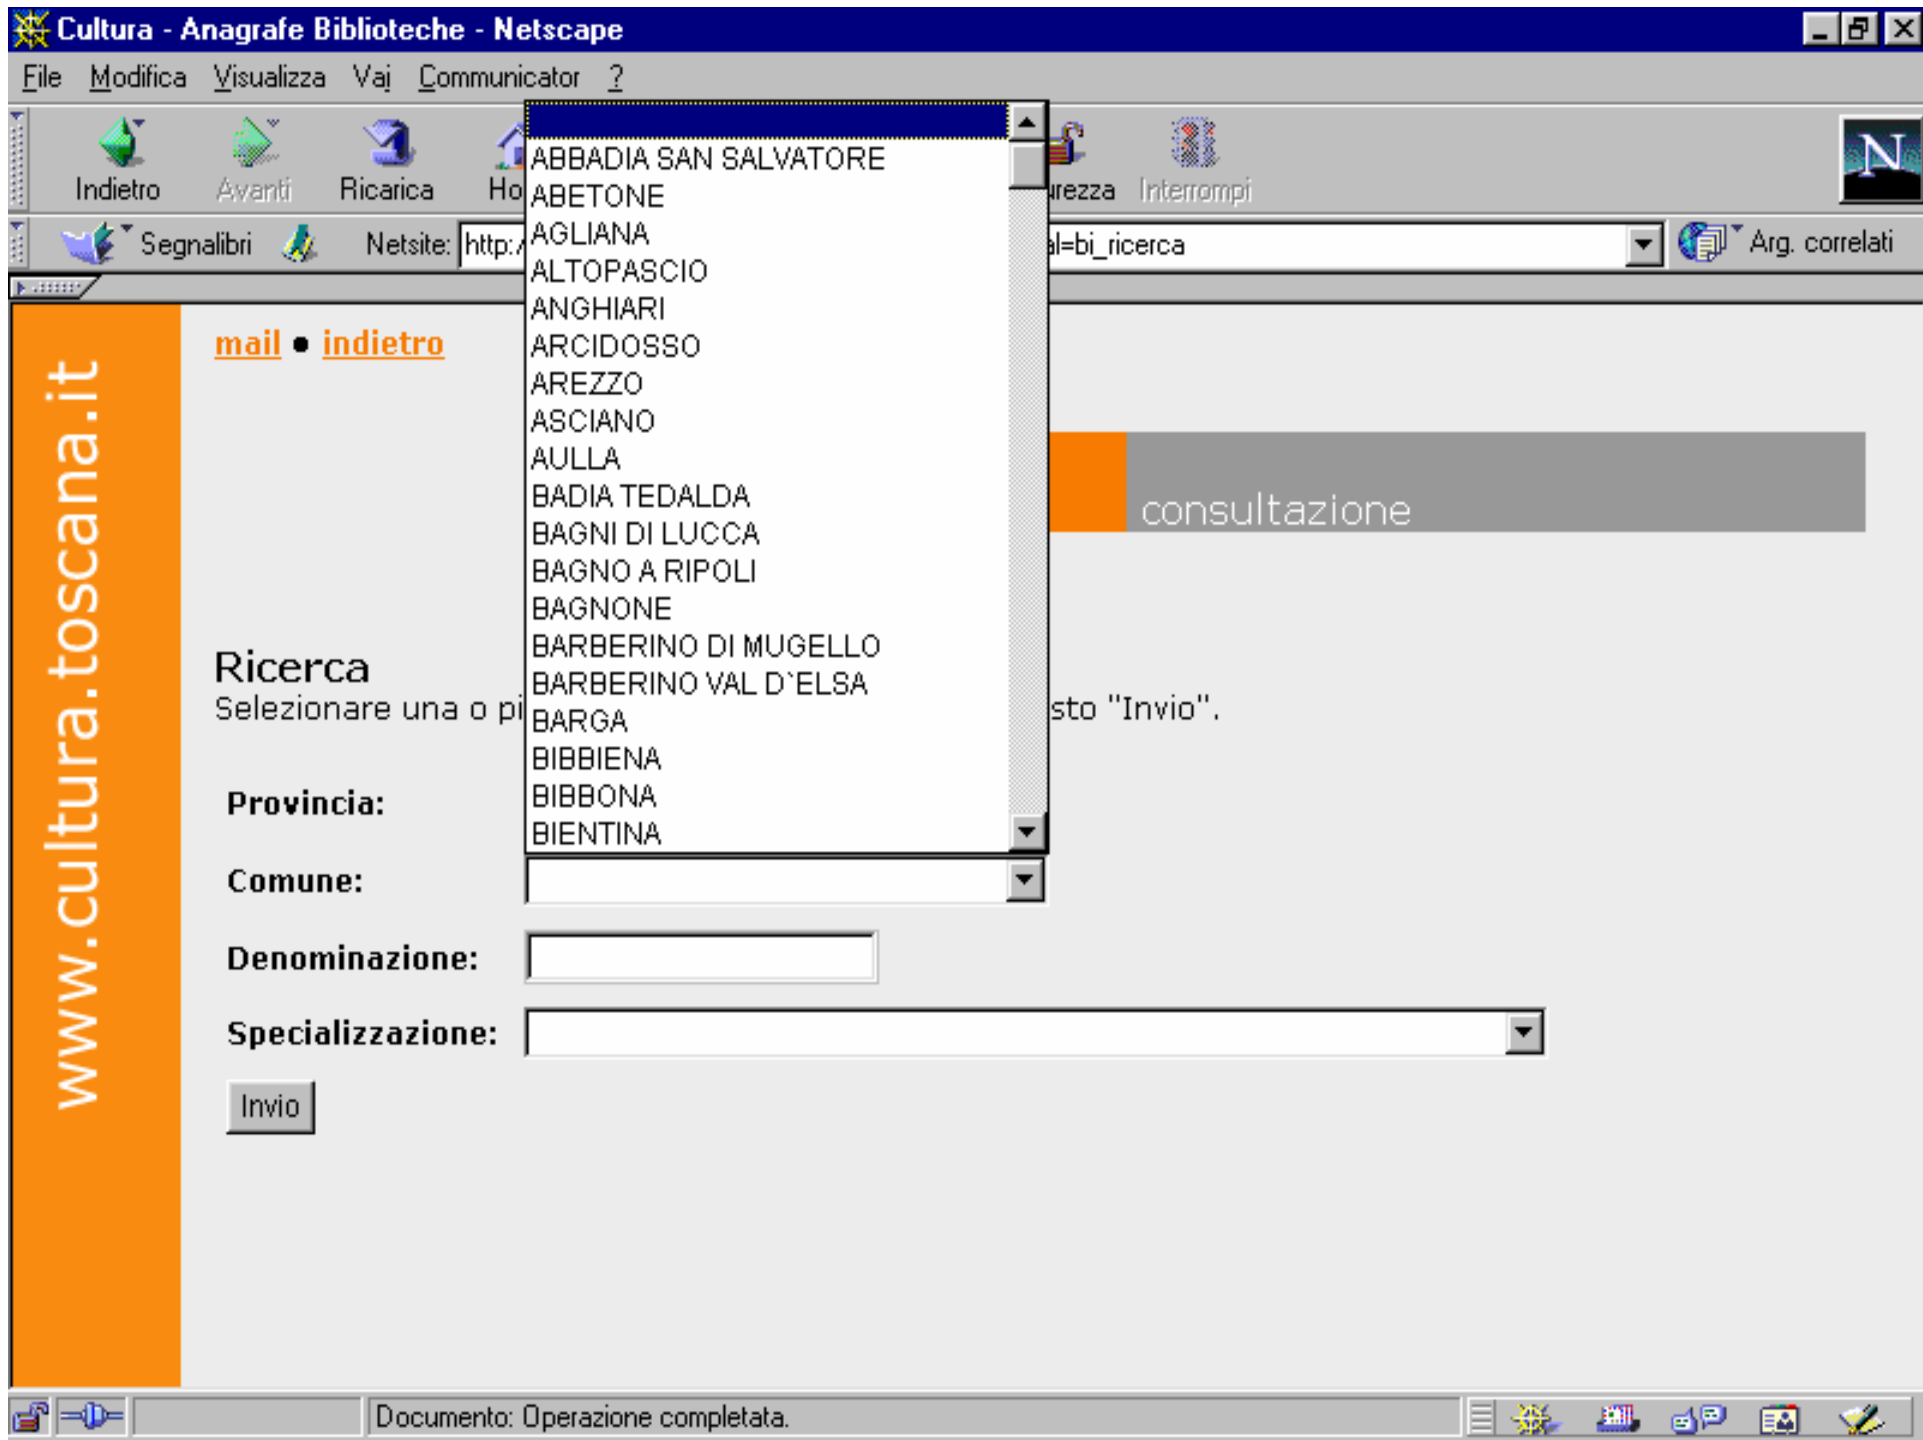 Cultura - Anagrafe Biblioteche - Netscape
File Modifica Visualizza Vai Communicator ?
Indietro Avanti Ricarica Ho urezza Interrompi
N
Segnalibri Netsite: http:/ al=bi_ricerca Arg. correlati
ABBADIA SAN SALVATORE
ABETONE
AGLIANA
ALTOPASCIO
ANGHIARI
ARCIDOSSO
AREZZO
ASCIANO
AULLA
BADIA TEDALDA
BAGNI DI LUCCA
BAGNO A RIPOLI
BAGNONE
BARBERINO DI MUGELLO
BARBERINO VAL D`ELSA
BARGA
BIBBIENA
BIBBONA
BIENTINA
www.cultura.toscana.it
mail ● indietro
consultazione
Ricerca
Selezionare una o pi sto "Invio".
Provincia:
Comune:
Denominazione:
Specializzazione:
Invio
Documento: Operazione completata.